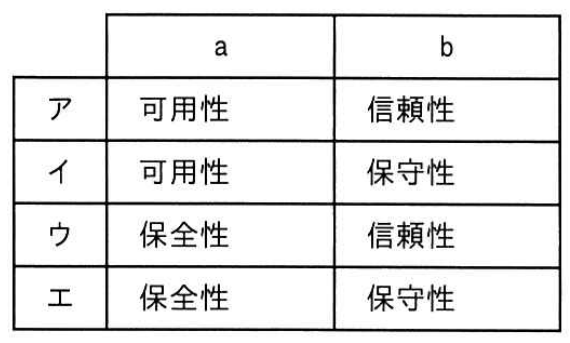 a b
ア 可用性 信頼性
イ 可用性 保守性
ウ 保全性 信頼性
エ 保全性 保守性